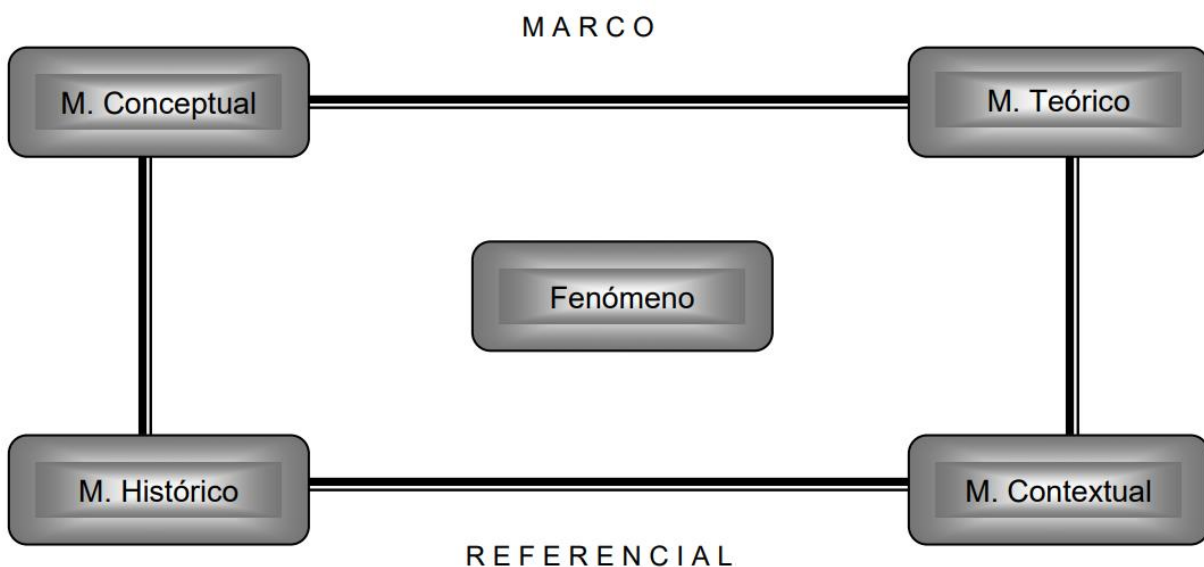 MARCO
M. Conceptual
M. Teórico
Fenómeno
M. Histórico
M. Contextual
REFERENCIAL